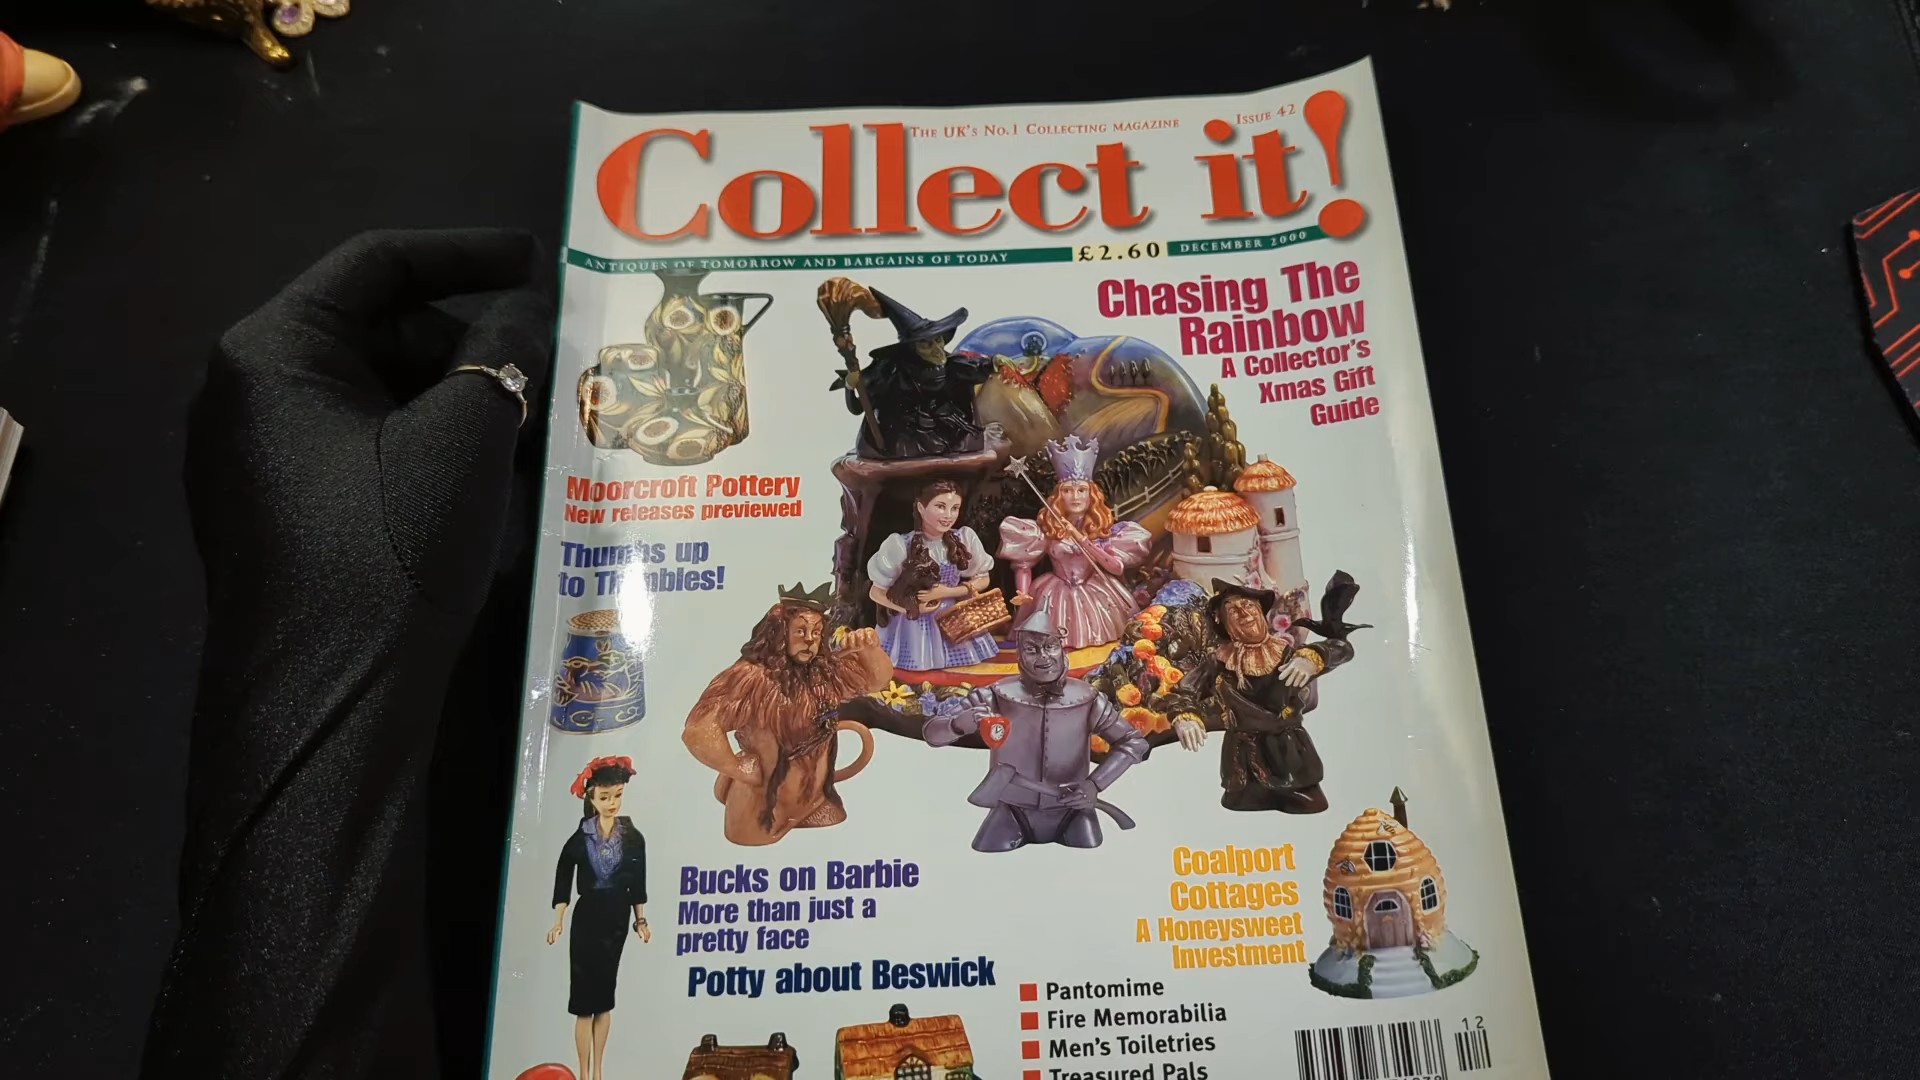 THE UK'S NO.1 COLLECTING MAGAZINE
ISSUE 42
Collect it!
ANTIQUES OF TOMORROW AND BARGAINS OF TODAY
£2.60
DECEMBER 2000
Chasing The
Rainbow
A Collector's
Xmas Gift
Guide
Moorcroft Pottery
New releases previewed
Thumbs up
to Thimbles!
Bucks on Barbie
More than just a
pretty face
Potty about Beswick
Coalport
Cottages
A Honeysweet
Investment
Pantomime
Fire Memorabilia
Men's Toiletries
Treasured Pals
12